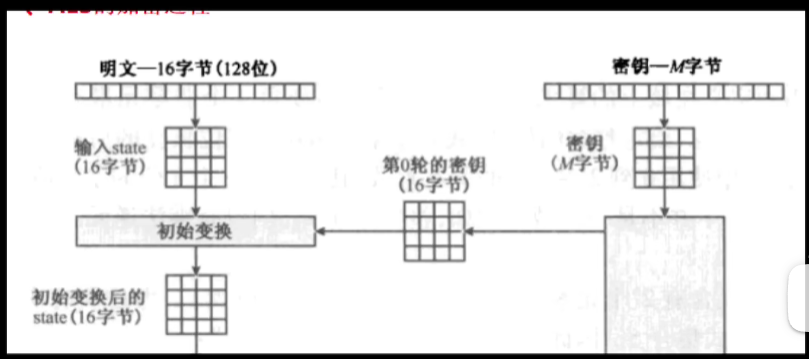 明文—16字节(128位)
密钥—M字节
输入state
(16字节)
密钥
(M字节)
第0轮的密钥
(16字节)
初始变换
初始变换后的
state(16字节)